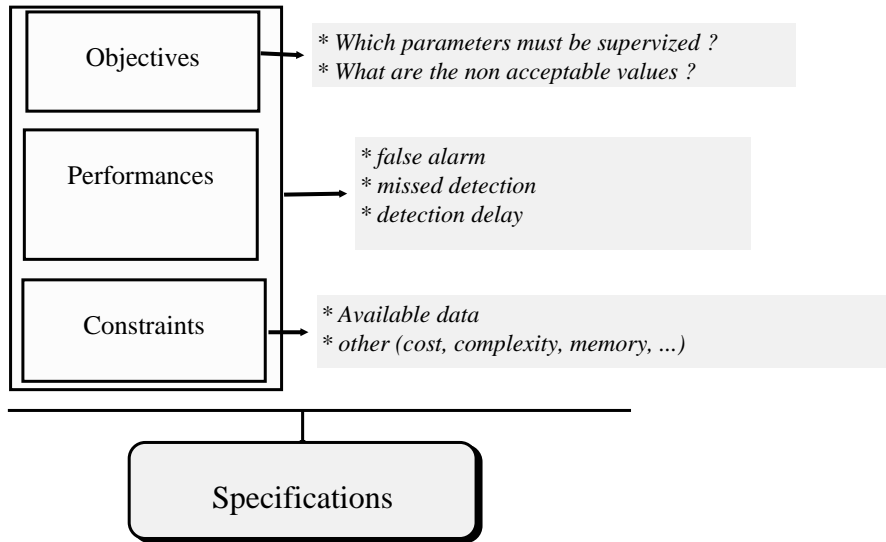 Objectives
* Which parameters must be supervized ?
* What are the non acceptable values ?
Performances
* false alarm
* missed detection
* detection delay
Constraints
* Available data
* other (cost, complexity, memory, ...)
Specifications